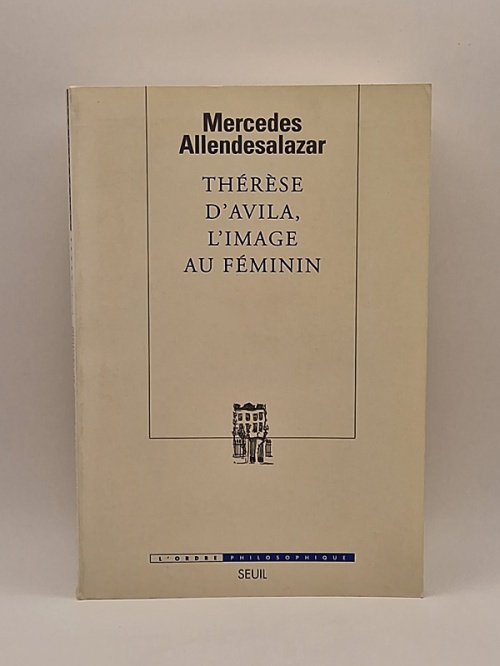 Mercedes
Allendesalazar
THÉRÈSE
D'AVILA,
L'IMAGE
AU FÉMININ
L'ORDRE PHILOSOPHIQUE
SEUIL